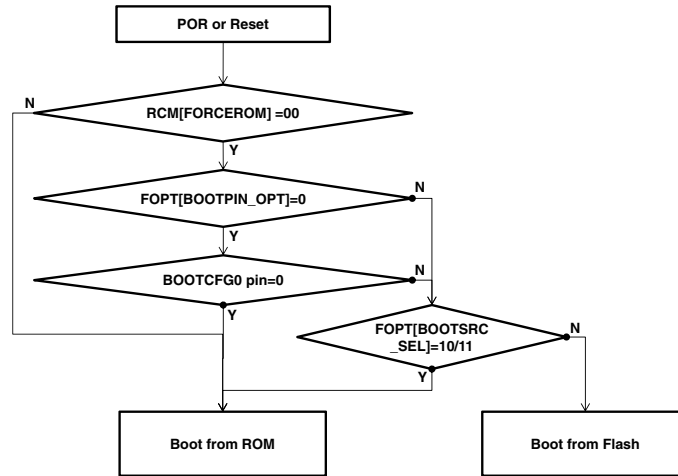 POR or Reset
N
RCM[FORCEROM] =00
Y
FOPT[BOOTPIN_OPT]=0
N
Y
BOOTCFG0 pin=0
N
Y
FOPT[BOOTSRC
_SEL]=10/11
N
Y
Boot from ROM
Boot from Flash